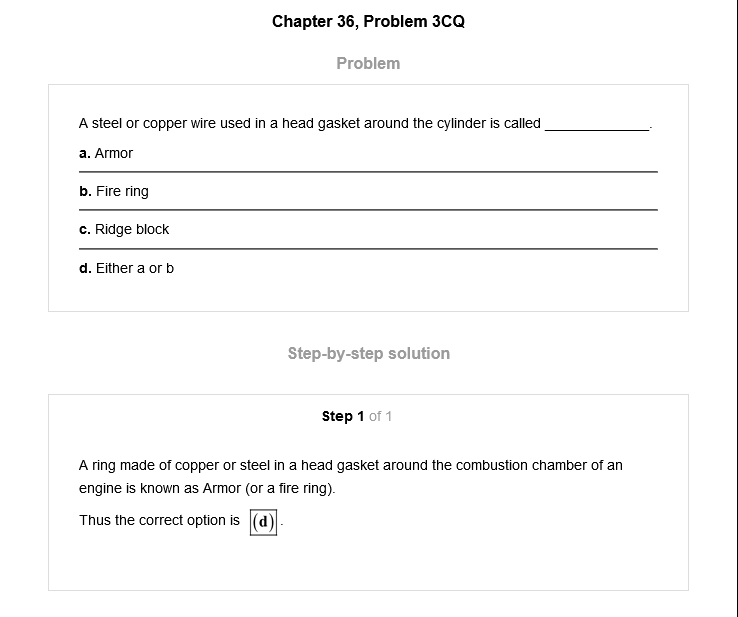 Chapter 36, Problem 3CQ
Problem
A steel or copper wire used in a head gasket around the cylinder is called _____________.
a. Armor
b. Fire ring
c. Ridge block
d. Either a or b
Step-by-step solution
Step 1 of 1
A ring made of copper or steel in a head gasket around the combustion chamber of an
engine is known as Armor (or a fire ring).
Thus the correct option is (d).